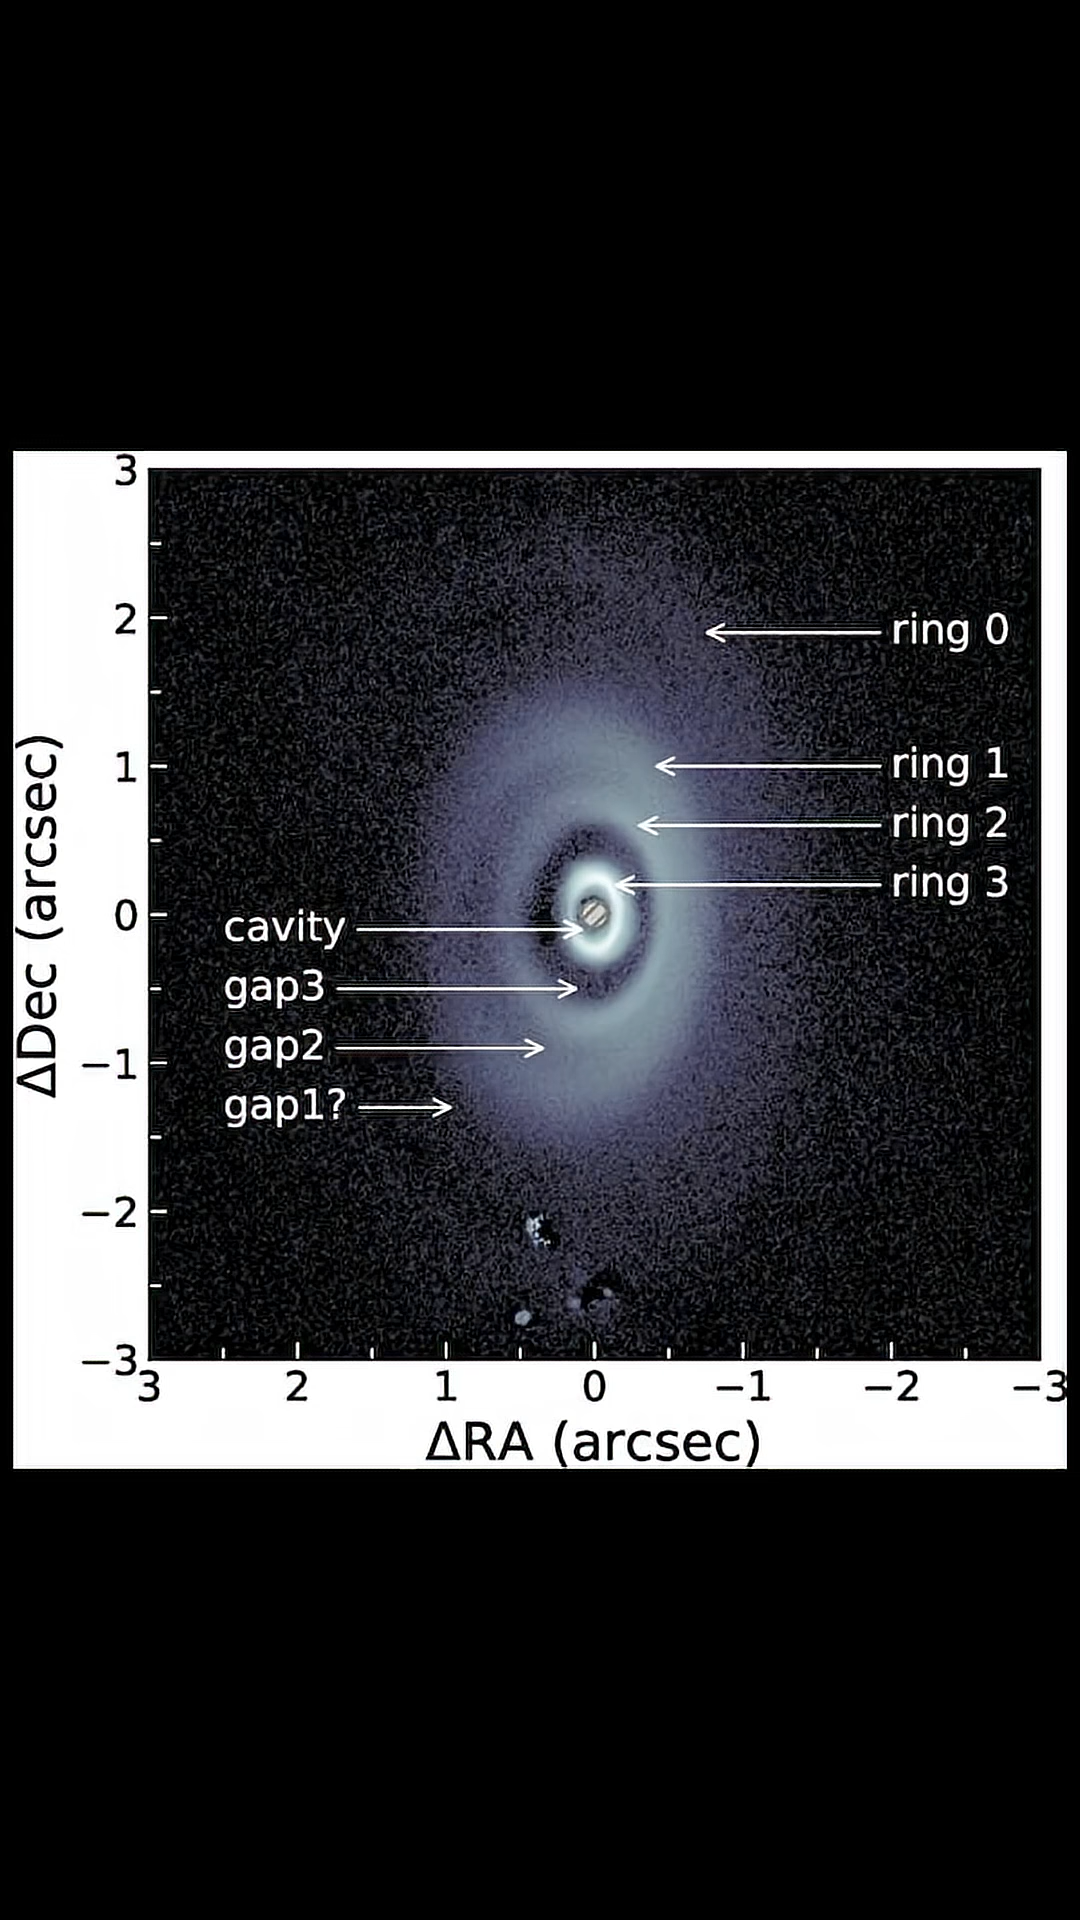 3
2
1
0
−1
−2
−3
ΔDec (arcsec)
ring 0
ring 1
ring 2
ring 3
cavity
gap3
gap2
gap1?
3 2 1 0 −1 −2 −3
ΔRA (arcsec)